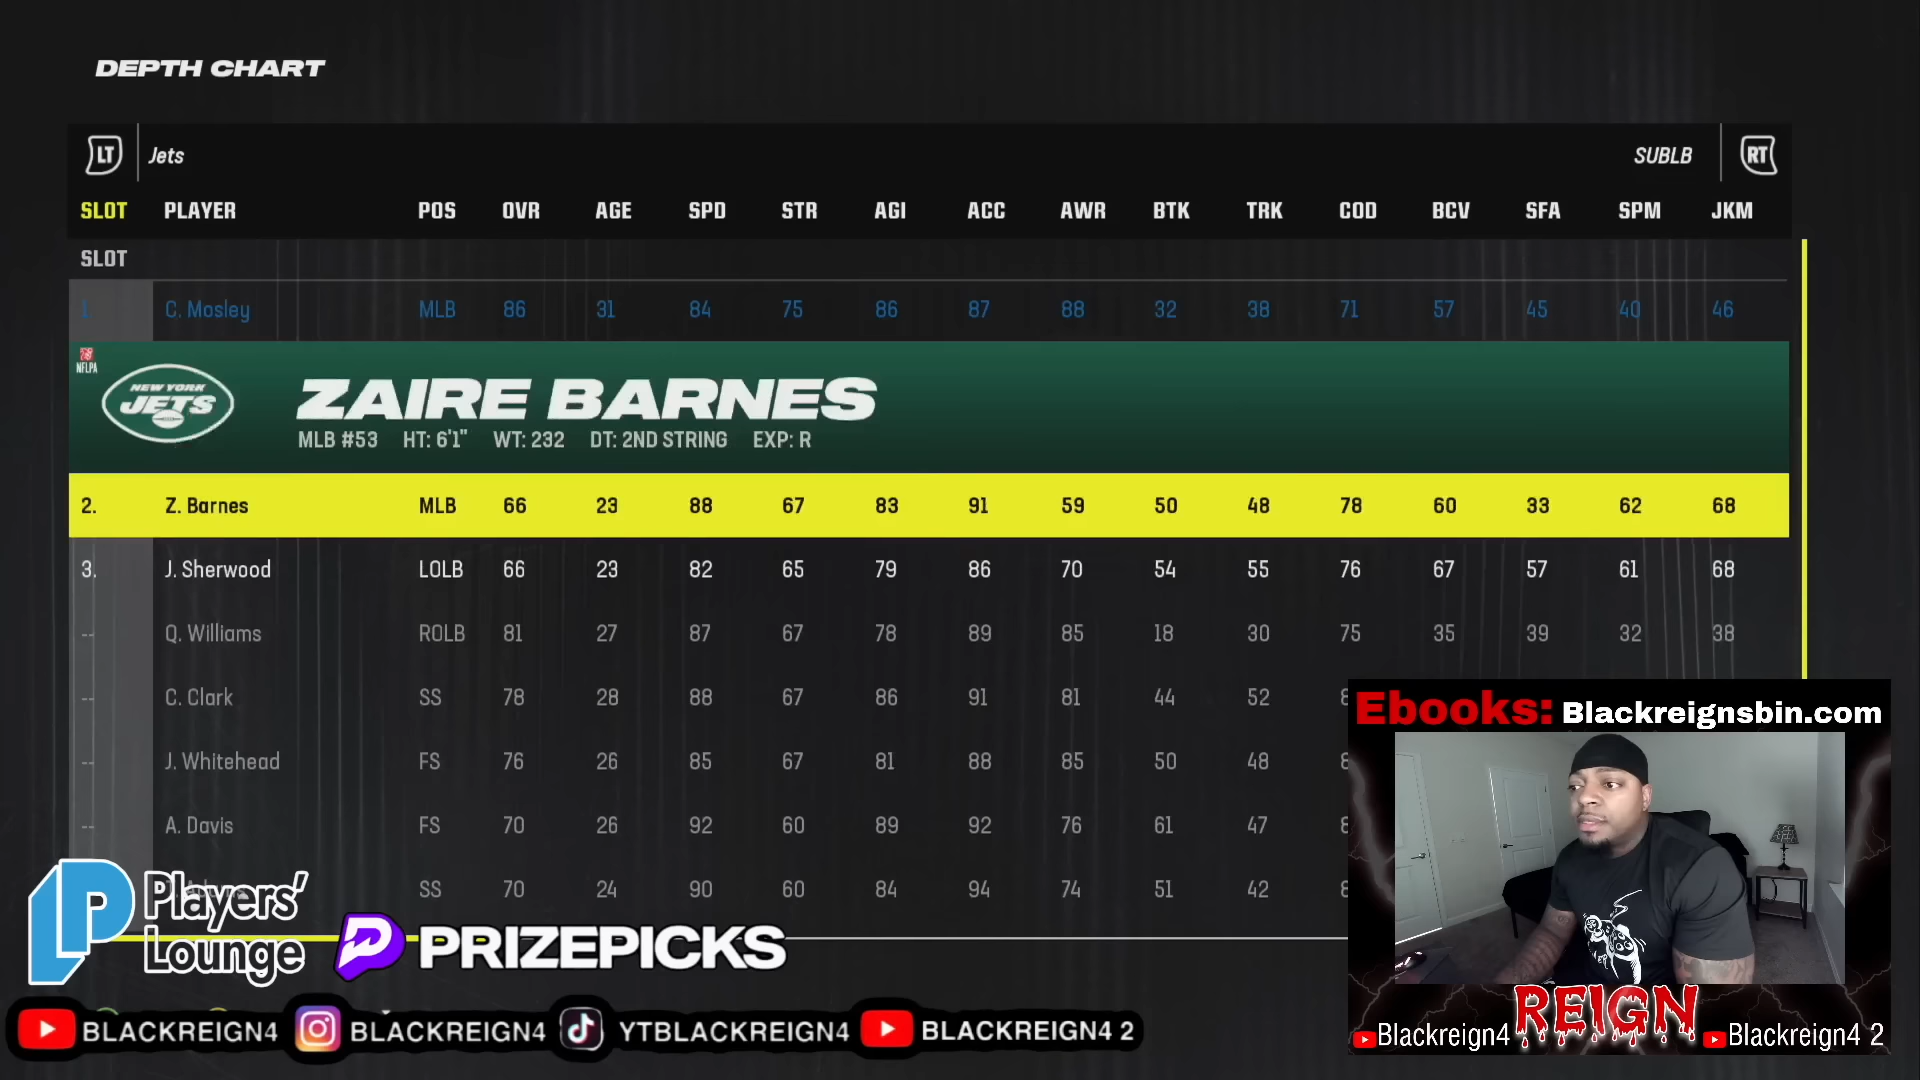 DEPTH CHART
LT Jets SUBLB RT
SLOT PLAYER POS OVR AGE SPD STR AGI ACC AWR BTK TRK COD BCV SFA SPM JKM
SLOT
1 C. Mosley MLB 86 31 84 75 86 87 88 32 38 71 57 45 40 46
NFLPA
NEW YORK
JETS
ZAIRE BARNES
MLB #53 HT: 6'1" WT: 232 DT: 2ND STRING EXP: R
2. Z. Barnes MLB 66 23 88 67 83 91 59 50 48 78 60 33 62 68
3. J. Sherwood LOLB 66 23 82 65 79 86 70 54 55 76 67 57 61 68
-- Q. Williams ROLB 81 27 87 67 78 89 85 18 30 75 35 39 32 38
-- C. Clark SS 78 28 88 67 86 91 81 44 52 8
-- J. Whitehead FS 76 26 85 67 81 88 85 50 48 8
-- A. Davis FS 70 26 92 60 89 92 76 61 47 8
SS 70 24 90 60 84 94 74 51 42 8
Ebooks: Blackreignsbin.com
Players'
Lounge
PRIZEPICKS
BLACKREIGN4 BLACKREIGN4 YTBLACKREIGN4 BLACKREIGN4 2
REIGN
Blackreign4 Blackreign4 2